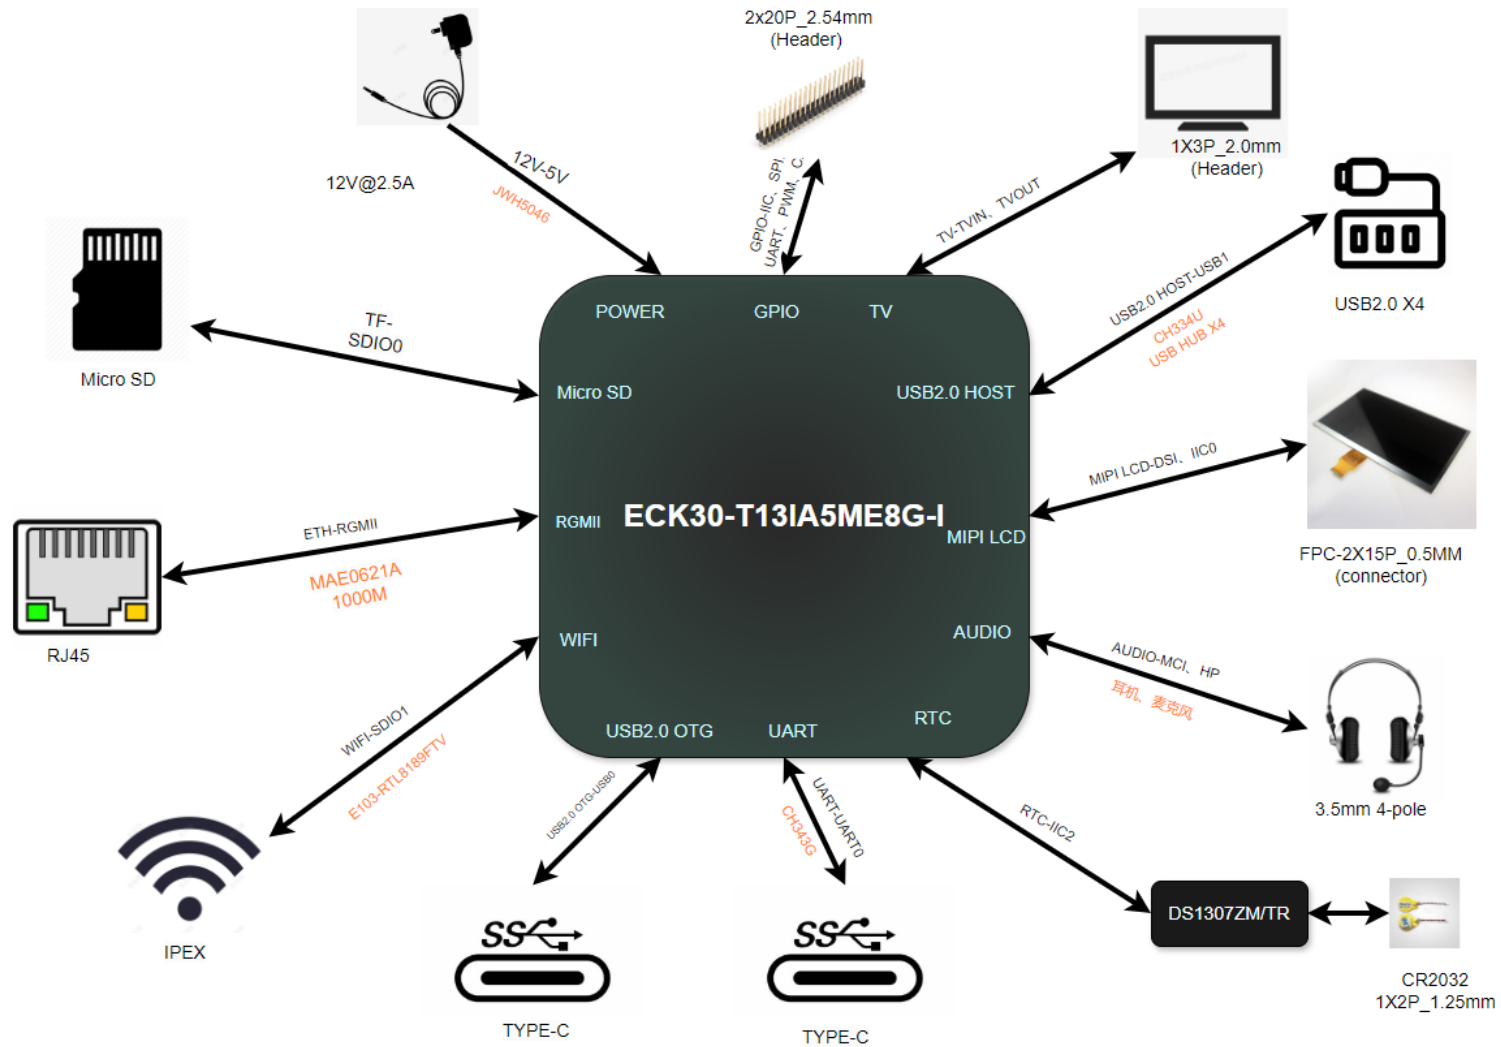 2x20P_2.54mm
(Header)
12V@2.5A
12V-5V
JWH5046
GPIO-IIC、SPI、
UART、PWM、C
TV-TVIN、TVOUT
1X3P_2.0mm
(Header)
USB2.0 HOST-USB1
CH334U
USB HUB X4
USB2.0 X4
TF-
SDIO0
Micro SD
POWER
GPIO
TV
Micro SD
USB2.0 HOST
RGMII
ECK30-T13IA5ME8G-I
MIPI LCD
WIFI
AUDIO
USB2.0 OTG
UART
RTC
MIPI LCD-DSI、IIC0
FPC-2X15P_0.5MM
(connector)
ETH-RGMII
MAE0621A
1000M
RJ45
AUDIO-MCI、HP
耳机、麦克风
3.5mm 4-pole
WIFI-SDIO1
E103-RTL8189FTV
IPEX
USB2.0 OTG-USB0
TYPE-C
UART-UART0
CH343G
TYPE-C
RTC-IIC2
DS1307ZM/TR
CR2032
1X2P_1.25mm